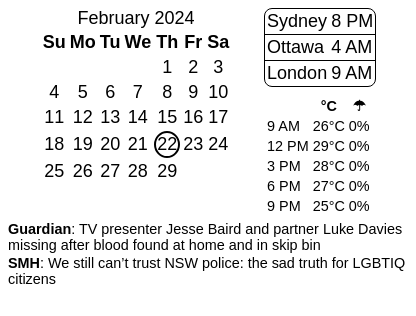 February 2024
Su Mo Tu We Th Fr Sa
1 2 3
4 5 6 7 8 9 10
11 12 13 14 15 16 17
18 19 20 21 22 23 24
25 26 27 28 29
Sydney 8 PM
Ottawa 4 AM
London 9 AM
°C ☂
9 AM 26°C 0%
12 PM 29°C 0%
3 PM 28°C 0%
6 PM 27°C 0%
9 PM 25°C 0%
Guardian: TV presenter Jesse Baird and partner Luke Davies
missing after blood found at home and in skip bin
SMH: We still can’t trust NSW police: the sad truth for LGBTIQ
citizens